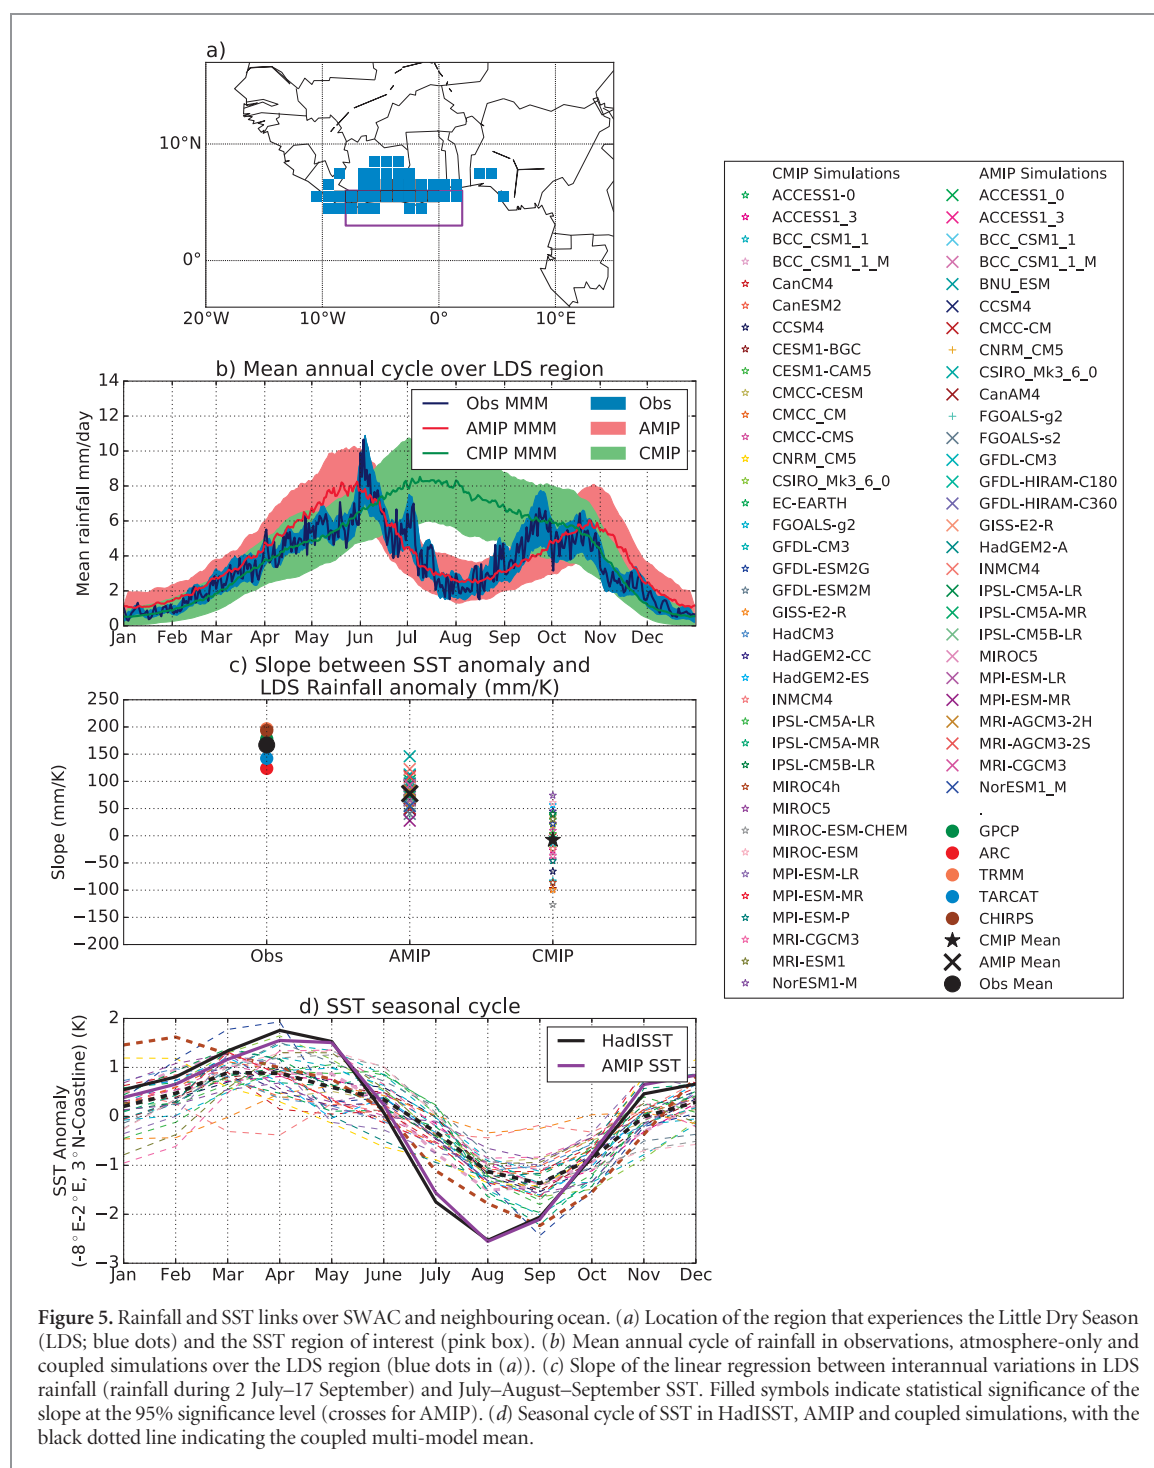 a)
10°N
0°
20°W 10°W 0° 10°E
b) Mean annual cycle over LDS region
Mean rainfall mm/day
14
12
10
8
6
4
2
0
Obs MMM Obs
AMIP MMM AMIP
CMIP MMM CMIP
Jan Feb Mar Apr May Jun Jul Aug Sep Oct Nov Dec
c) Slope between SST anomaly and
LDS Rainfall anomaly (mm/K)
Slope (mm/K)
250
200
150
100
50
0
−50
−100
−150
−200
Obs AMIP CMIP
d) SST seasonal cycle
SST Anomaly
(-8°E-2°E, 3°N-Coastline) (K)
2
1
0
−1
−2
−3
HadISST
AMIP SST
Jan Feb Mar Apr May June July Aug Sep Oct Nov Dec
CMIP Simulations AMIP Simulations
ACCESS1-0 ACCESS1_0
ACCESS1_3 ACCESS1_3
BCC_CSM1_1 BCC_CSM1_1
BCC_CSM1_1_M BCC_CSM1_1_M
CanCM4 BNU_ESM
CanESM2 CCSM4
CCSM4 CMCC-CM
CESM1-BGC CNRM_CM5
CESM1-CAM5 CSIRO_Mk3_6_0
CMCC-CESM CanAM4
CMCC_CM FGOALS-g2
CMCC-CMS FGOALS-s2
CNRM_CM5 GFDL-CM3
CSIRO_Mk3_6_0 GFDL-HIRAM-C180
EC-EARTH GFDL-HIRAM-C360
FGOALS-g2 GISS-E2-R
GFDL-CM3 HadGEM2-A
GFDL-ESM2G INMCM4
GFDL-ESM2M IPSL-CM5A-LR
GISS-E2-R IPSL-CM5A-MR
HadCM3 IPSL-CM5B-LR
HadGEM2-CC MIROC5
HadGEM2-ES MPI-ESM-LR
INMCM4 MPI-ESM-MR
IPSL-CM5A-LR MRI-AGCM3-2H
IPSL-CM5A-MR MRI-AGCM3-2S
IPSL-CM5B-LR MRI-CGCM3
MIROC4h NorESM1_M
MIROC5 .
MIROC-ESM-CHEM GPCP
MIROC-ESM ARC
MPI-ESM-LR TRMM
MPI-ESM-MR TARCAT
MPI-ESM-P CHIRPS
MRI-CGCM3 CMIP Mean
MRI-ESM1 AMIP Mean
NorESM1-M Obs Mean
Figure 5. Rainfall and SST links over SWAC and neighbouring ocean. (a) Location of the region that experiences the Little Dry Season
(LDS; blue dots) and the SST region of interest (pink box). (b) Mean annual cycle of rainfall in observations, atmosphere-only and
coupled simulations over the LDS region (blue dots in (a)). (c) Slope of the linear regression between interannual variations in LDS
rainfall (rainfall during 2 July–17 September) and July–August–September SST. Filled symbols indicate statistical significance of the
slope at the 95% significance level (crosses for AMIP). (d) Seasonal cycle of SST in HadISST, AMIP and coupled simulations, with the
black dotted line indicating the coupled multi-model mean.